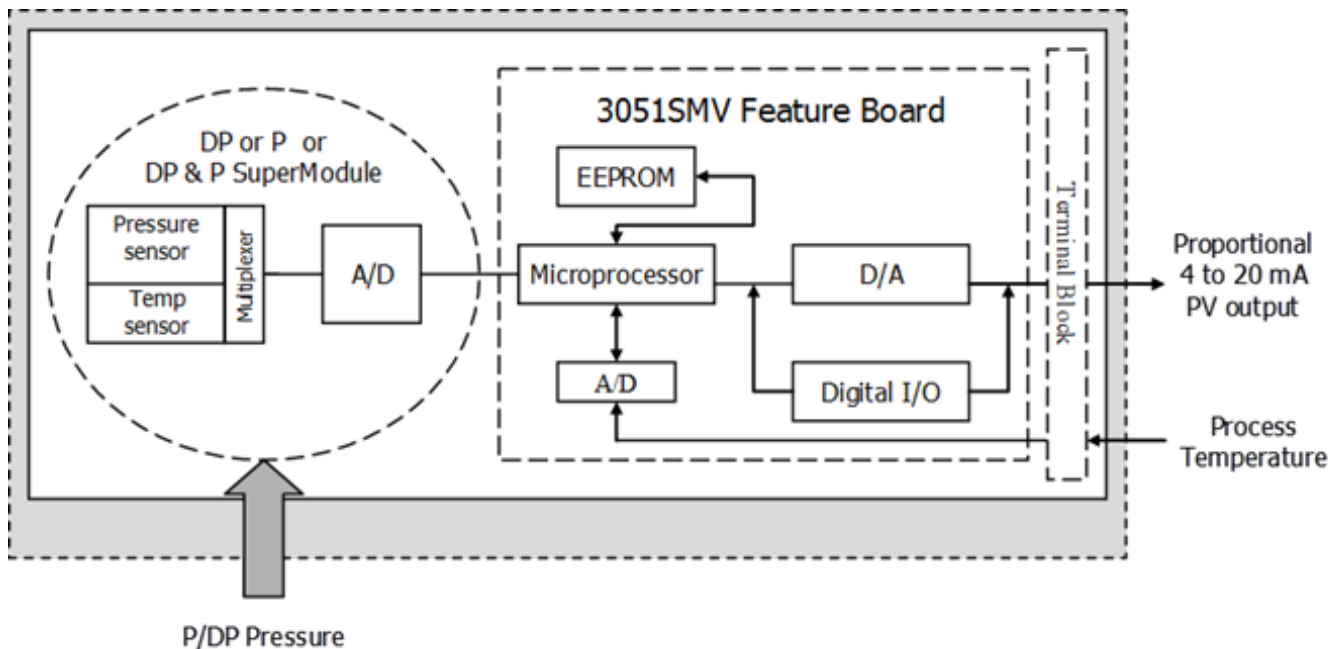 DP or P or
DP & P SuperModule
Pressure
sensor
Temp
sensor
Multiplexer
A/D
3051SMV Feature Board
EEPROM
Microprocessor
D/A
A/D
Digital I/O
Terminal Block
Proportional
4 to 20 mA
PV output
Process
Temperature
P/DP Pressure